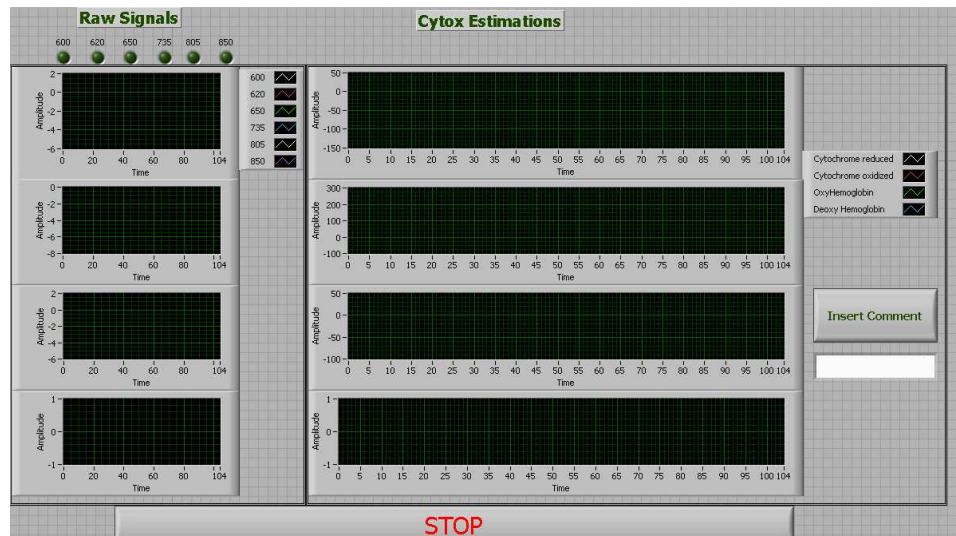 Raw Signals
Cytox Estimations
600 620 650 735 805 850
2
0
-2
-4
-6
Amplitude
0 20 40 60 80 104
Time
600
620
650
735
805
850
50
0
-50
-100
-150
Amplitude
0 5 10 15 20 25 30 35 40 45 50 55 60 65 70 75 80 85 90 95 100 104
Time
Cytochrome reduced
Cytochrome oxidized
OxyHemoglobin
Deoxy Hemoglobin
0
-2
-4
-6
-8
Amplitude
0 20 40 60 80 104
Time
300
200
100
0
-100
Amplitude
0 5 10 15 20 25 30 35 40 45 50 55 60 65 70 75 80 85 90 95 100 104
Time
2
0
-2
-4
-6
Amplitude
0 20 40 60 80 104
Time
50
0
-50
-100
Amplitude
0 5 10 15 20 25 30 35 40 45 50 55 60 65 70 75 80 85 90 95 100 104
Time
Insert Comment
1
0
-1
Amplitude
0 20 40 60 80 104
Time
1
0
-1
Amplitude
0 5 10 15 20 25 30 35 40 45 50 55 60 65 70 75 80 85 90 95 100 104
Time
STOP